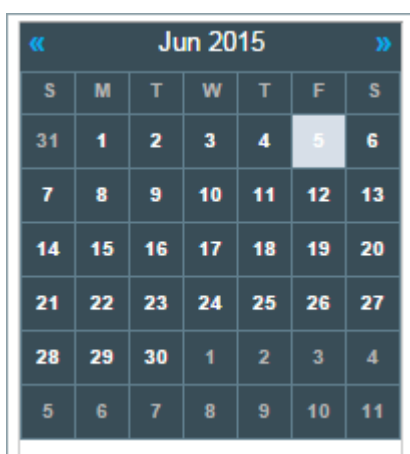 « Jun 2015 »
S M T W T F S
31 1 2 3 4 5 6
7 8 9 10 11 12 13
14 15 16 17 18 19 20
21 22 23 24 25 26 27
28 29 30 1 2 3 4
5 6 7 8 9 10 11